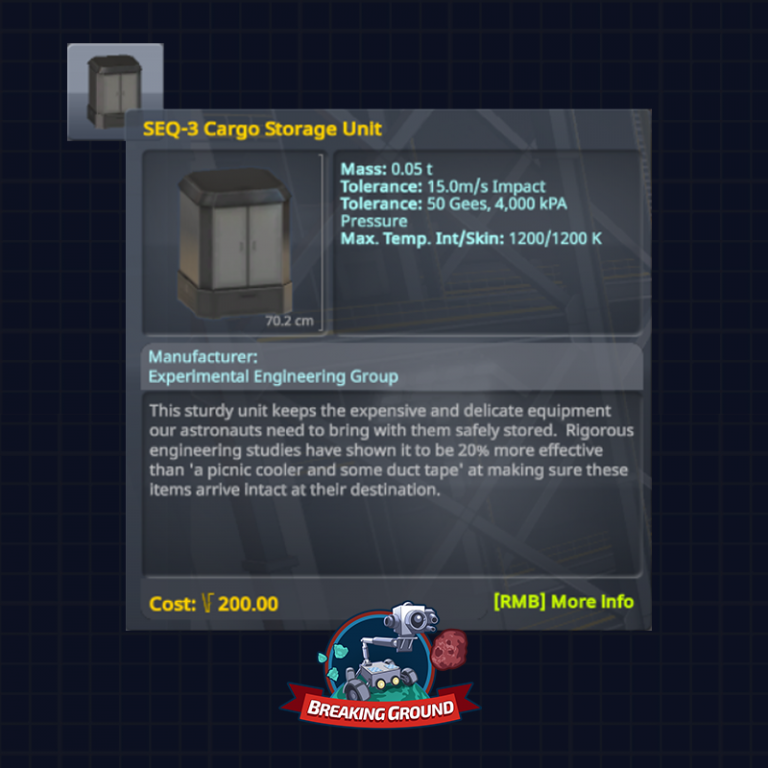 SEQ-3 Cargo Storage Unit
Mass: 0.05 t
Tolerance: 15.0m/s Impact
Tolerance: 50 Gees, 4,000 kPA
Pressure
Max. Temp. Int/Skin: 1200/1200 K
70.2 cm
Manufacturer:
Experimental Engineering Group
This sturdy unit keeps the expensive and delicate equipment
our astronauts need to bring with them safely stored.  Rigorous
engineering studies have shown it to be 20% more effective
than 'a picnic cooler and some duct tape' at making sure these
items arrive intact at their destination.
Cost: √ 200.00
[RMB] More Info
BREAKING GROUND